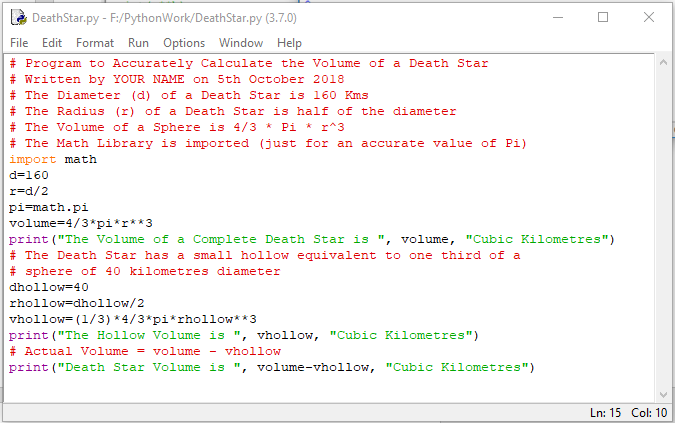 DeathStar.py - F:/PythonWork/DeathStar.py (3.7.0)
File Edit Format Run Options Window Help
# Program to Accurately Calculate the Volume of a Death Star
# Written by YOUR NAME on 5th October 2018
# The Diameter (d) of a Death Star is 160 Kms
# The Radius (r) of a Death Star is half of the diameter
# The Volume of a Sphere is 4/3 * Pi * r^3
# The Math Library is imported (just for an accurate value of Pi)
import math
d=160
r=d/2
pi=math.pi
volume=4/3*pi*r**3
print("The Volume of a Complete Death Star is ", volume, "Cubic Kilometres")
# The Death Star has a small hollow equivalent to one third of a
# sphere of 40 kilometres diameter
dhollow=40
rhollow=dhollow/2
vhollow=(1/3)*4/3*pi*rhollow**3
print("The Hollow Volume is ", vhollow, "Cubic Kilometres")
# Actual Volume = volume - vhollow
print("Death Star Volume is ", volume-vhollow, "Cubic Kilometres")
Ln: 15 Col: 10